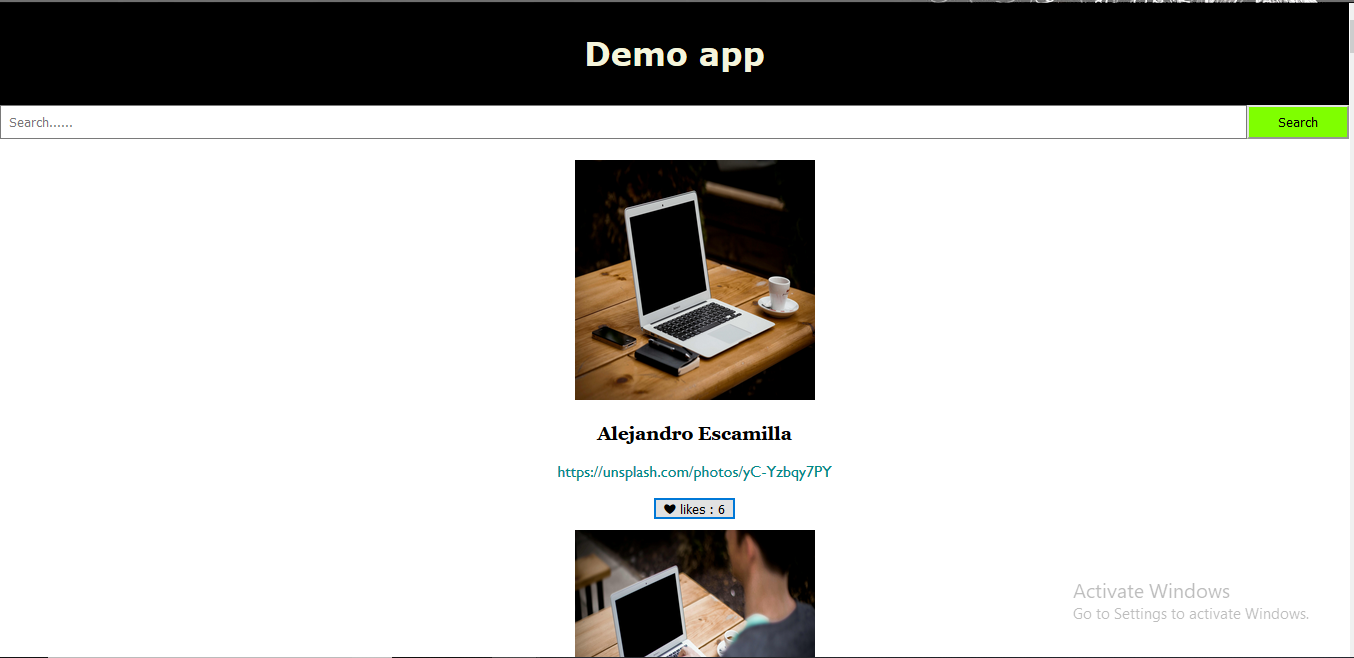 Demo app
Search......
Search
Alejandro Escamilla
https://unsplash.com/photos/yC-Yzbqy7PY
likes : 6
Activate Windows
Go to Settings to activate Windows.